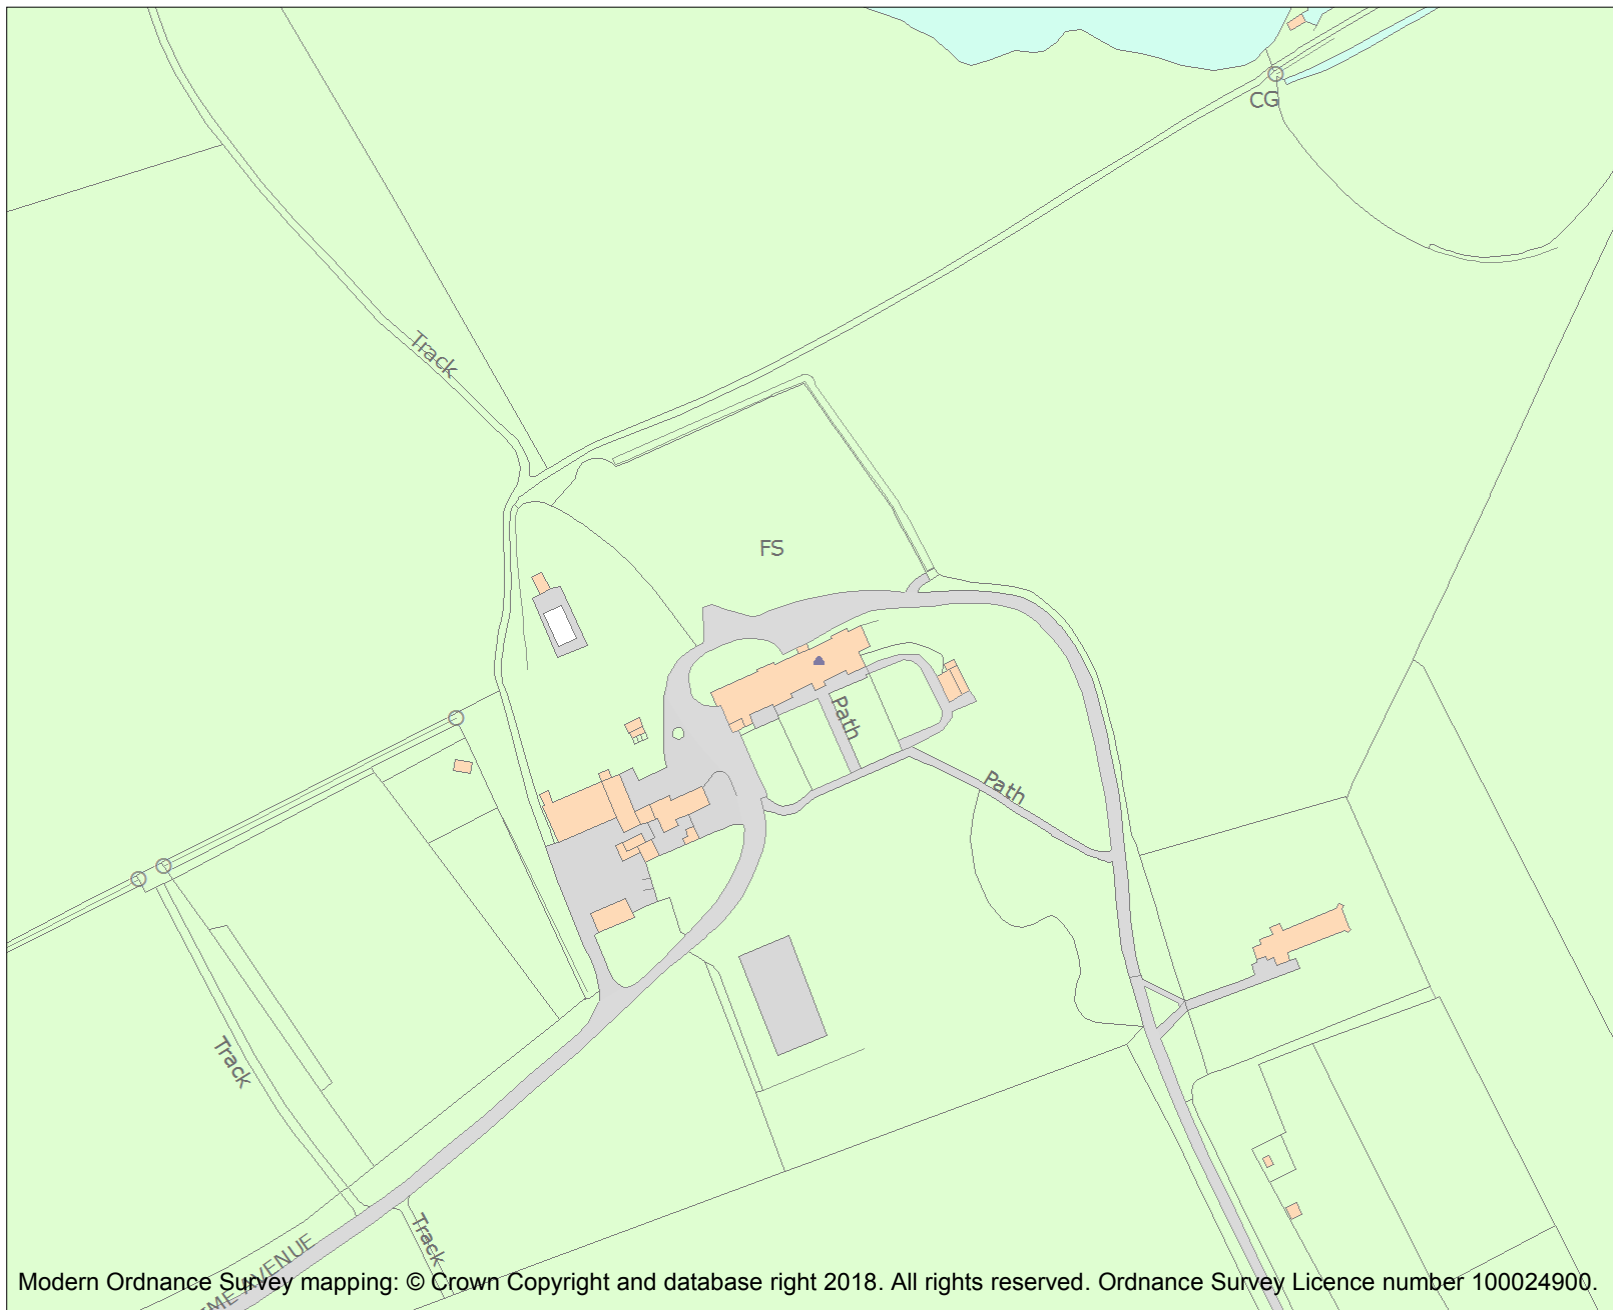 CG
Track
FS
Path
Path
Track
Track
AVENUE
Modern Ordnance Survey mapping: © Crown Copyright and database right 2018. All rights reserved. Ordnance Survey Licence number 100024900.